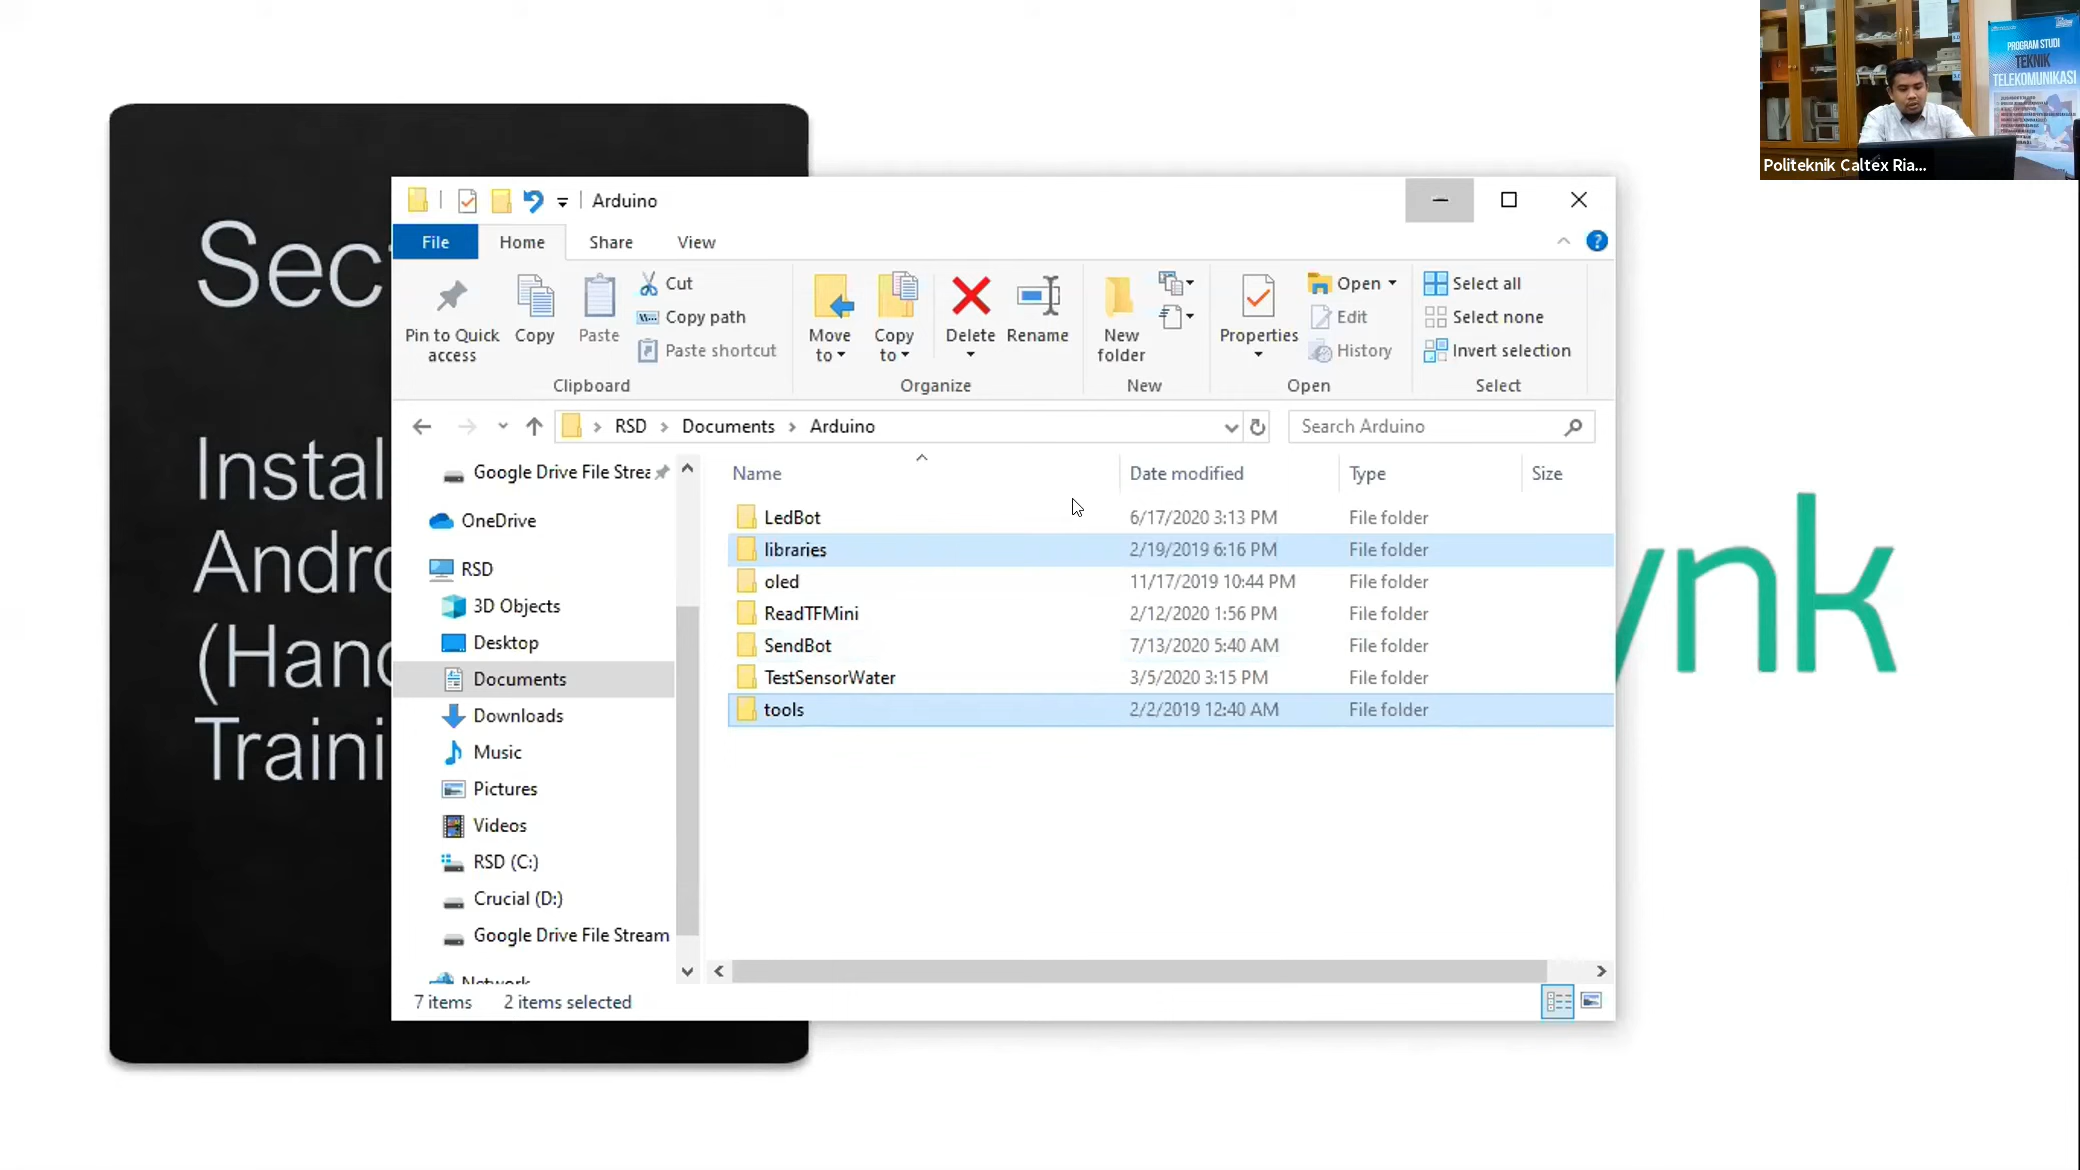 PROGRAM STUDI
TEKNIK
TELEKOMUNIKASI
Politeknik Caltex Ria...
Sect
Instal
Andro
(Hand
Traini
ynk
Arduino
File
Home
Share
View
Pin to Quick
access
Copy
Paste
Cut
Copy path
Paste shortcut
Clipboard
Move
to
Copy
to
Delete
Rename
Organize
New
folder
New
Properties
Open
Edit
History
Open
Select all
Select none
Invert selection
Select
RSD > Documents > Arduino
Search Arduino
Google Drive File Strea
OneDrive
RSD
3D Objects
Desktop
Documents
Downloads
Music
Pictures
Videos
RSD (C:)
Crucial (D:)
Google Drive File Stream
Network
Name Date modified Type Size
LedBot 6/17/2020 3:13 PM File folder
libraries 2/19/2019 6:16 PM File folder
oled 11/17/2019 10:44 PM File folder
ReadTFMini 2/12/2020 1:56 PM File folder
SendBot 7/13/2020 5:40 AM File folder
TestSensorWater 3/5/2020 3:15 PM File folder
tools 2/2/2019 12:40 AM File folder
7 items 2 items selected